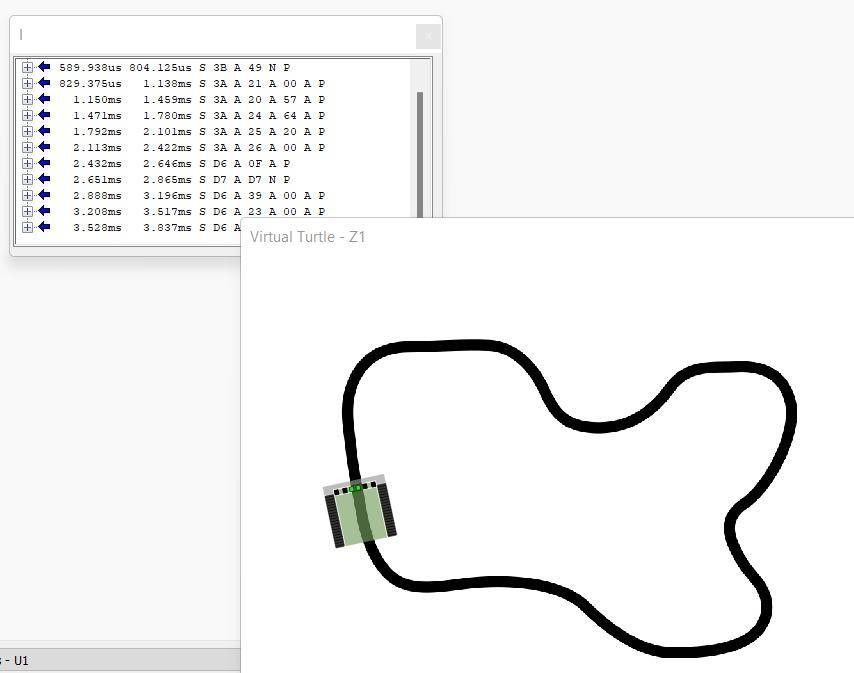 589.938us 804.125us S 3B A 49 N P
829.375us 1.138ms S 3A A 21 A 00 A P
1.150ms 1.459ms S 3A A 20 A 57 A P
1.471ms 1.780ms S 3A A 24 A 64 A P
1.792ms 2.101ms S 3A A 25 A 20 A P
2.113ms 2.422ms S 3A A 26 A 00 A P
2.432ms 2.646ms S D6 A 0F A P
2.651ms 2.865ms S D7 A D7 N P
2.888ms 3.196ms S D6 A 39 A 00 A P
3.208ms 3.517ms S D6 A 23 A 00 A P
3.528ms 3.837ms S D6 A
Virtual Turtle - Z1
- U1